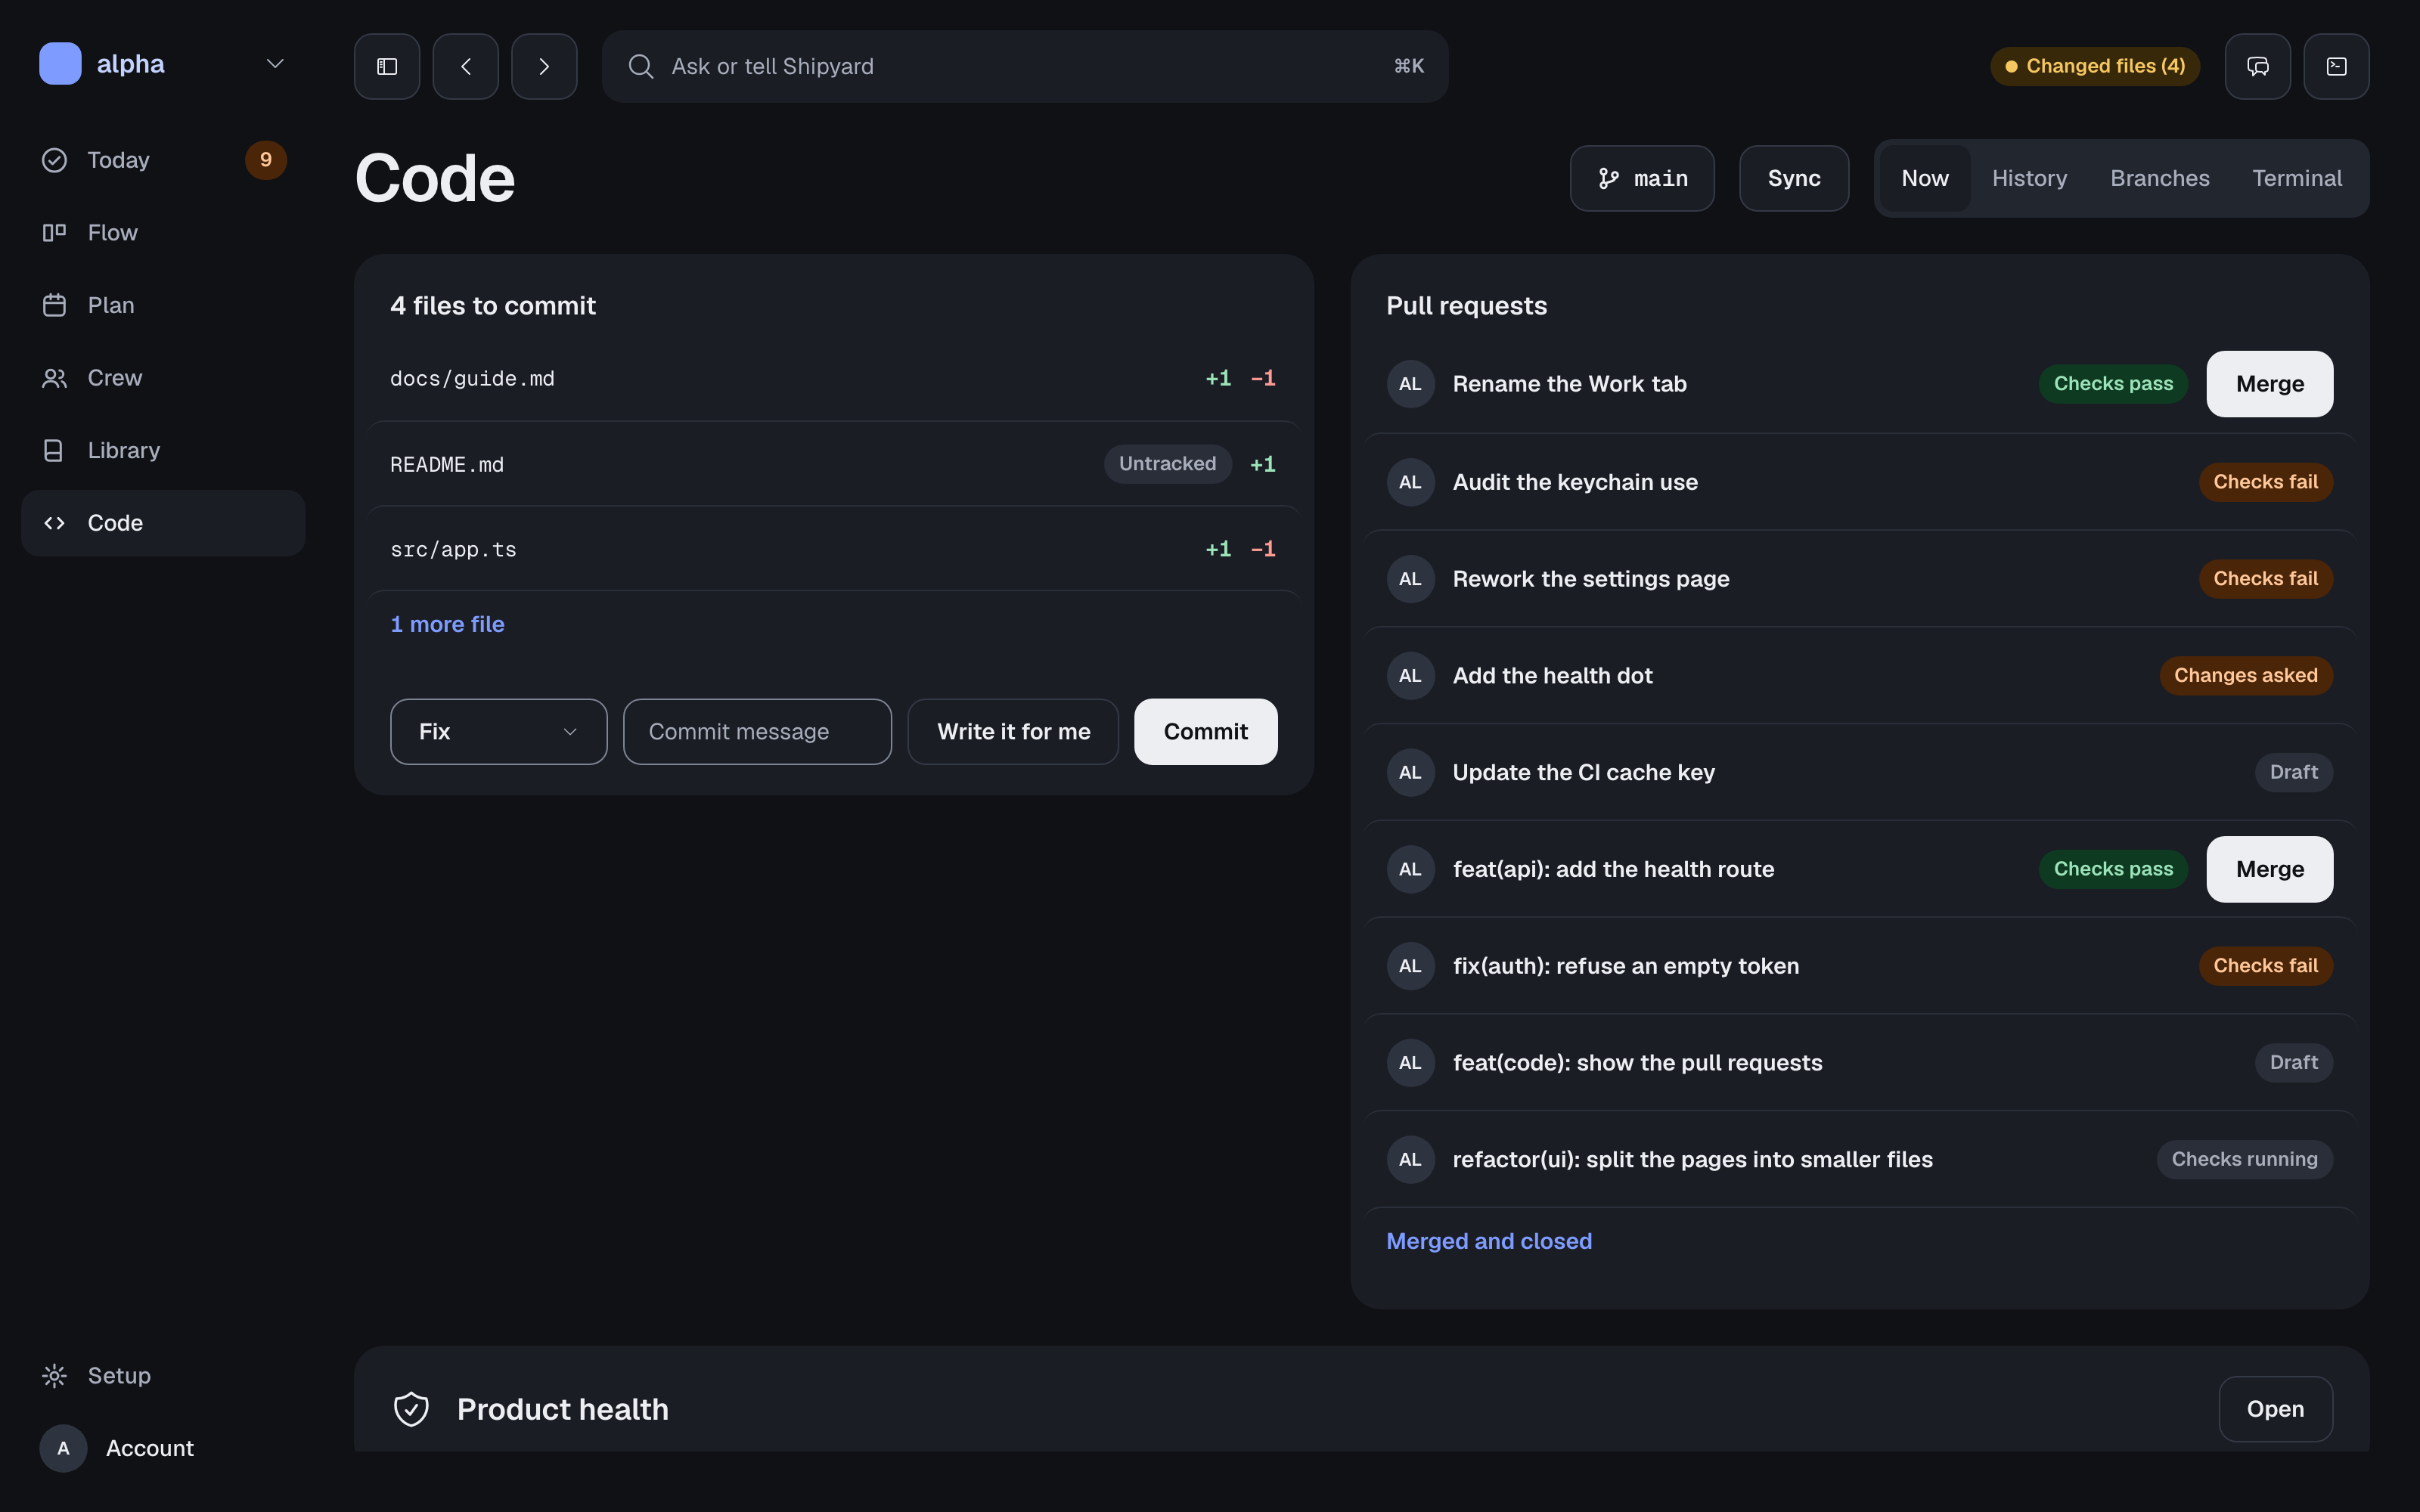 alpha
Ask or tell Shipyard
⌘K
Changed files (4)
Today 9
Flow
Plan
Crew
Library
Code
Setup
A Account
Code
main
Sync
Now History Branches Terminal
4 files to commit
docs/guide.md +1 −1
README.md Untracked +1
src/app.ts +1 −1
1 more file
Fix Commit message Write it for me Commit
Pull requests
AL Rename the Work tab Checks pass Merge
AL Audit the keychain use Checks fail
AL Rework the settings page Checks fail
AL Add the health dot Changes asked
AL Update the CI cache key Draft
AL feat(api): add the health route Checks pass Merge
AL fix(auth): refuse an empty token Checks fail
AL feat(code): show the pull requests Draft
AL refactor(ui): split the pages into smaller files Checks running
Merged and closed
Product health Open